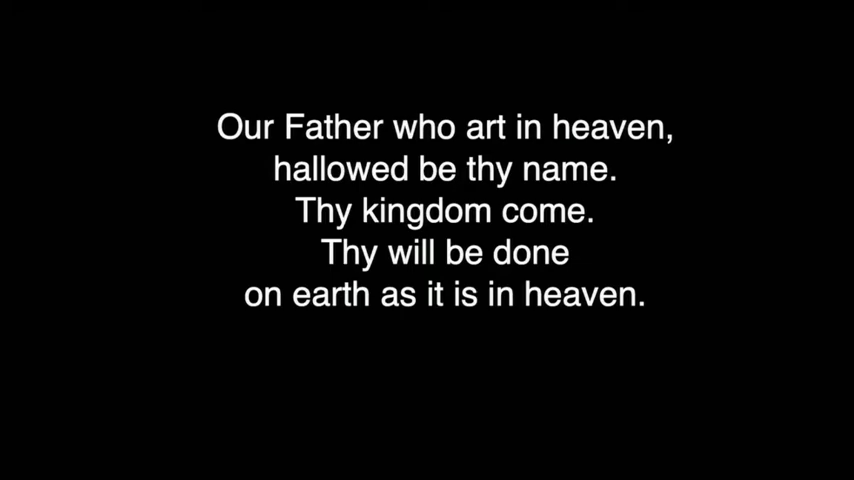 Our Father who art in heaven,
hallowed be thy name.
Thy kingdom come.
Thy will be done
on earth as it is in heaven.